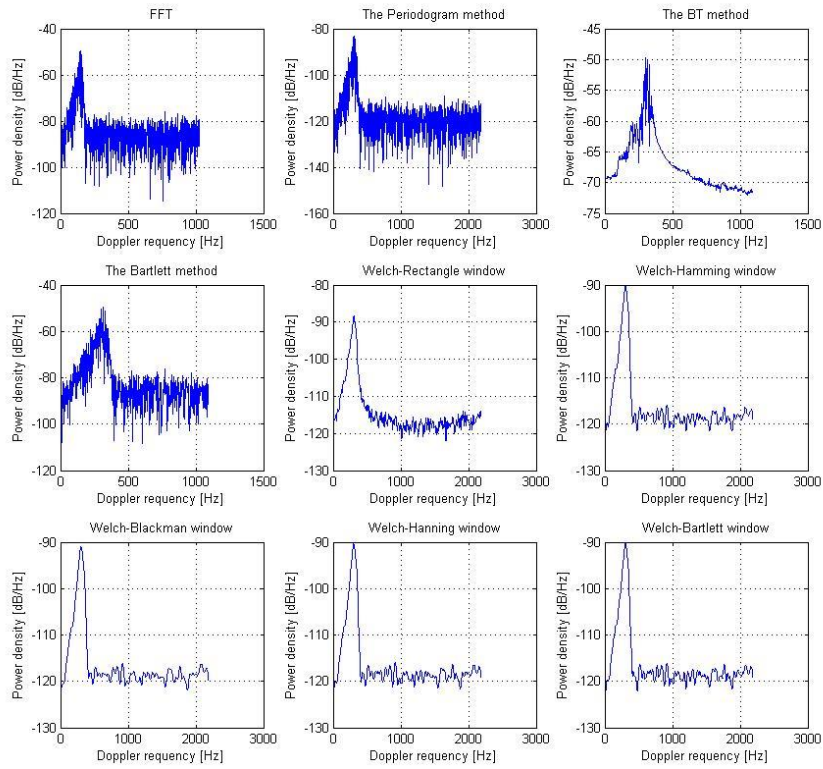 FFT
-40
-60
-80
-100
-120
Power density [dB/Hz]
0 500 1000 1500
Doppler requency [Hz]
The Periodogram method
-80
-100
-120
-140
-160
Power density [dB/Hz]
0 1000 2000 3000
Doppler requency [Hz]
The BT method
-45
-50
-55
-60
-65
-70
-75
Power density [dB/Hz]
0 500 1000 1500
Doppler requency [Hz]
The Bartlett method
-40
-60
-80
-100
-120
Power density [dB/Hz]
0 500 1000 1500
Doppler requency [Hz]
Welch-Rectangle window
-80
-90
-100
-110
-120
-130
Power density [dB/Hz]
0 1000 2000 3000
Doppler requency [Hz]
Welch-Hamming window
-90
-100
-110
-120
-130
Power density [dB/Hz]
0 1000 2000 3000
Doppler requency [Hz]
Welch-Blackman window
-90
-100
-110
-120
-130
Power density [dB/Hz]
0 1000 2000 3000
Doppler requency [Hz]
Welch-Hanning window
-90
-100
-110
-120
-130
Power density [dB/Hz]
0 1000 2000 3000
Doppler requency [Hz]
Welch-Bartlett window
-90
-100
-110
-120
-130
Power density [dB/Hz]
0 1000 2000 3000
Doppler requency [Hz]